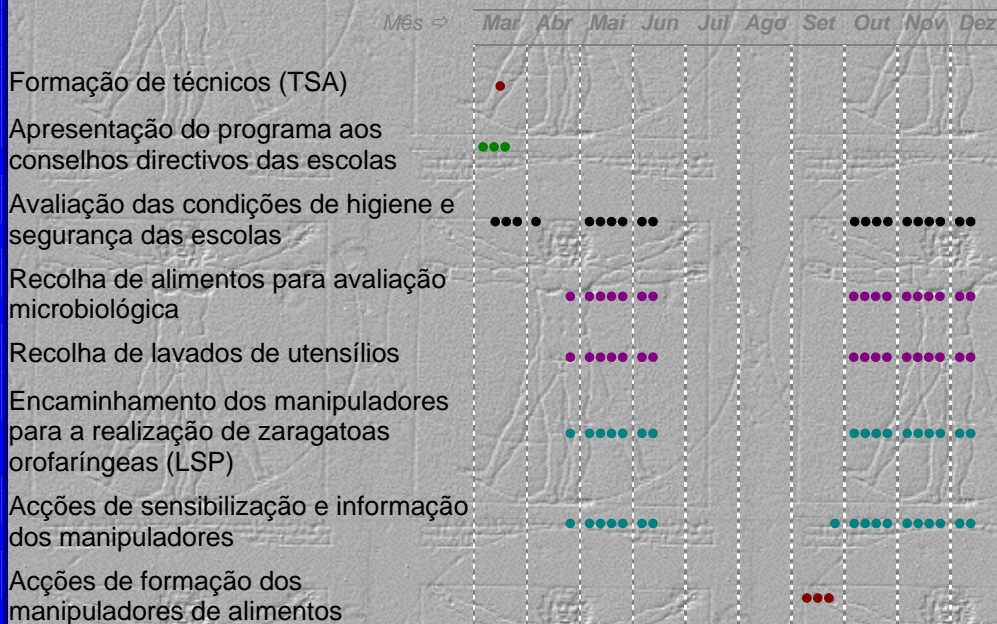 Mês ⇨ Mar Abr Mai Jun Jul Ago Set Out Nov Dez
Formação de técnicos (TSA)
Apresentação do programa aos
conselhos directivos das escolas
Avaliação das condições de higiene e
segurança das escolas
Recolha de alimentos para avaliação
microbiológica
Recolha de lavados de utensílios
Encaminhamento dos manipuladores
para a realização de zaragatoas
orofaríngeas (LSP)
Acções de sensibilização e informação
dos manipuladores
Acções de formação dos
manipuladores de alimentos